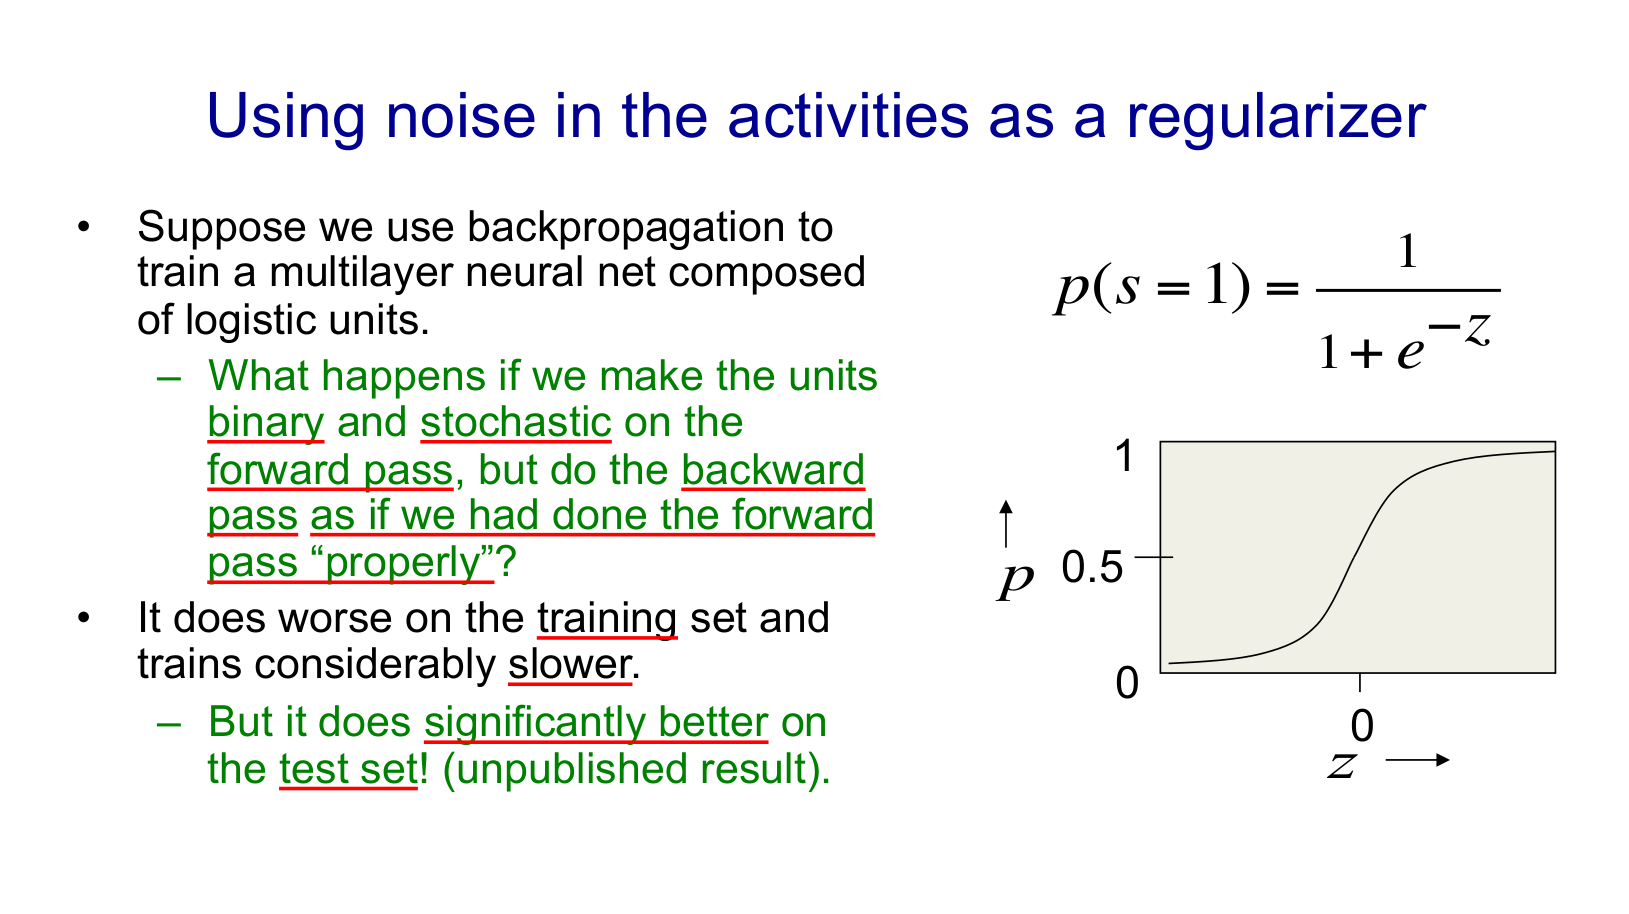 Using noise in the activities as a regularizer
• Suppose we use backpropagation to
train a multilayer neural net composed
of logistic units.
– What happens if we make the units
binary and stochastic on the
forward pass, but do the backward
pass as if we had done the forward
pass “properly”?
• It does worse on the training set and
trains considerably slower.
– But it does significantly better on
the test set! (unpublished result).
p(s = 1) = 1 / (1 + e^{−z})
1
p 0.5
0
0
z